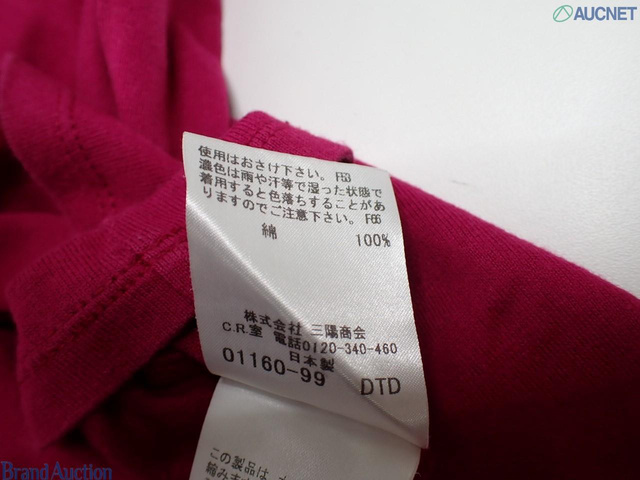 AUCNET
使用はおさけ下さい。F53
濃色は雨や汗等で湿った状態で
着用すると色落ちすることがあ
りますのでご注意下さい。F66
綿 100%
株式会社 三陽商会
C.R.室 電話0120-340-460
日本製
01160-99 DTD
この製品は
縮みま
Brand Auction